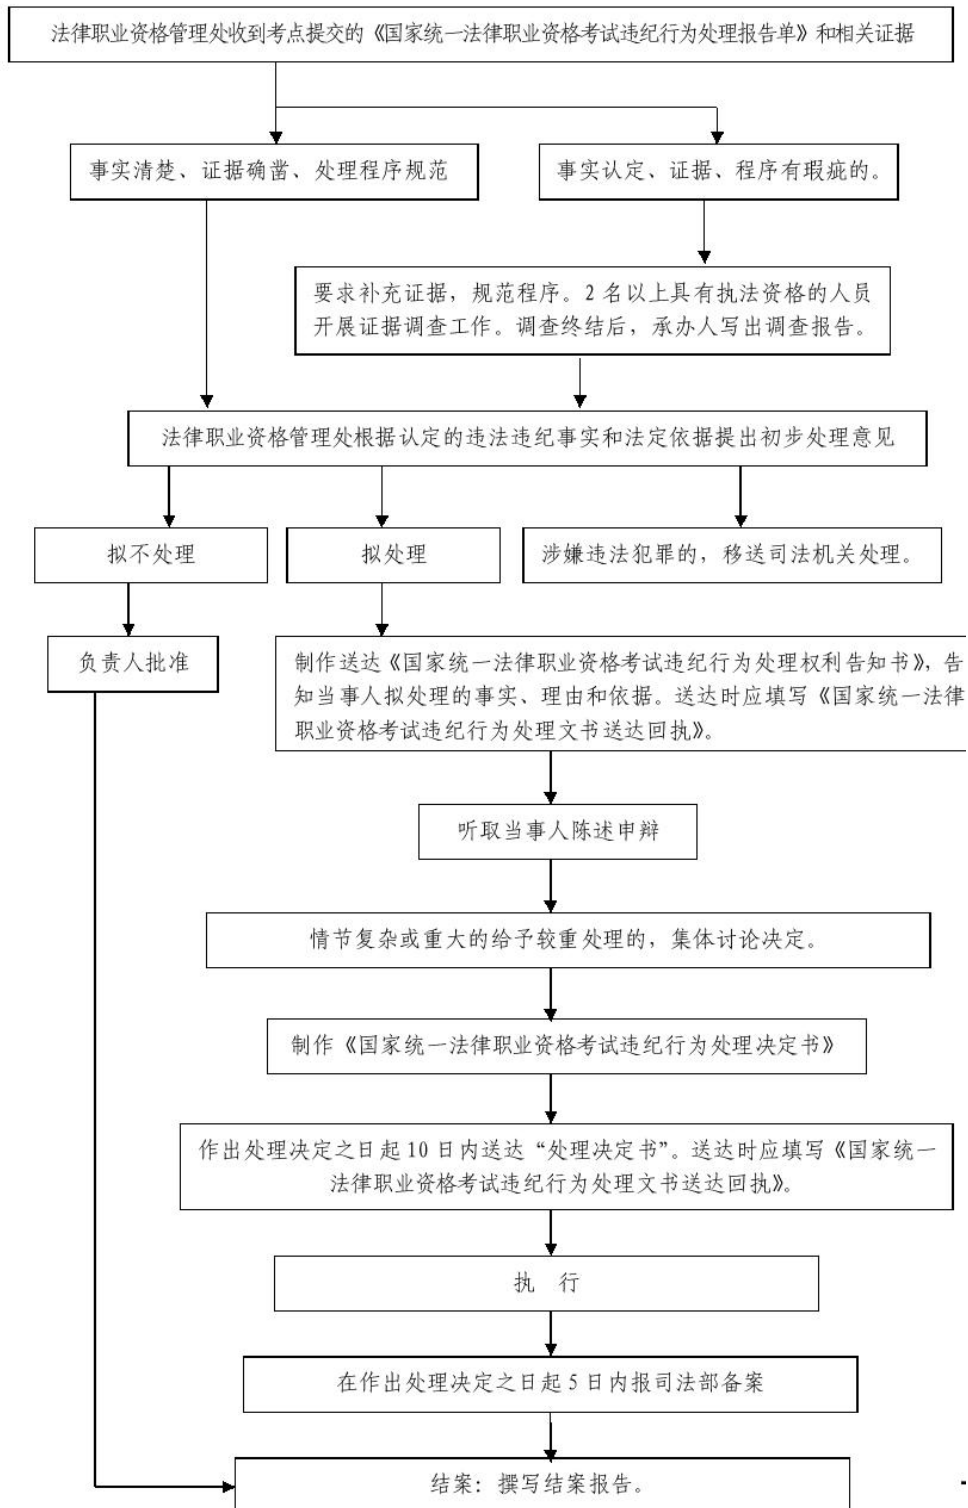 法律职业资格管理处收到考点提交的《国家统一法律职业资格考试违纪行为处理报告单》和相关证据
事实清楚、证据确凿、处理程序规范
事实认定、证据、程序有瑕疵的。
要求补充证据，规范程序。2 名以上具有执法资格的人员
开展证据调查工作。调查终结后，承办人写出调查报告。
法律职业资格管理处根据认定的违法违纪事实和法定依据提出初步处理意见
拟不处理
拟处理
涉嫌违法犯罪的，移送司法机关处理。
负责人批准
制作送达《国家统一法律职业资格考试违纪行为处理权利告知书》，告
知当事人拟处理的事实、理由和依据。送达时应填写《国家统一法律
职业资格考试违纪行为处理文书送达回执》。
听取当事人陈述申辩
情节复杂或重大的给予较重处理的，集体讨论决定。
制作《国家统一法律职业资格考试违纪行为处理决定书》
作出处理决定之日起 10 日内送达“处理决定书”。送达时应填写《国家统一
法律职业资格考试违纪行为处理文书送达回执》。
执 行
在作出处理决定之日起 5 日内报司法部备案
结案：撰写结案报告。